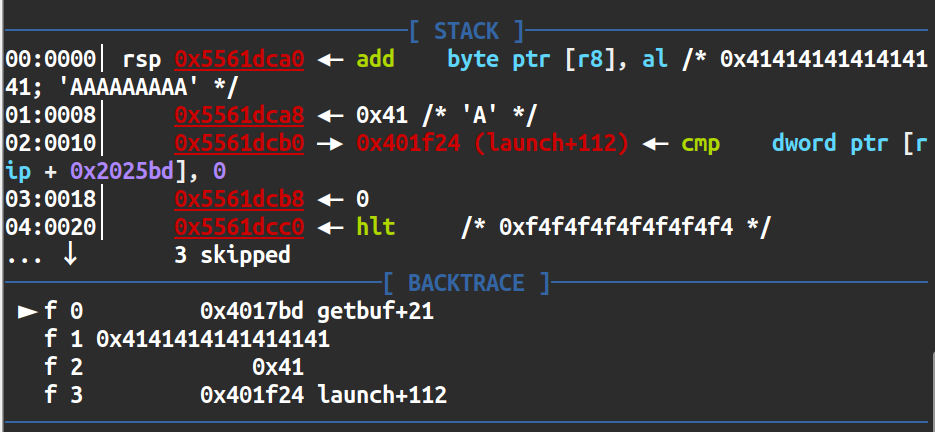 [ STACK ]
00:0000│ rsp 0x5561dca0 ◂— add    byte ptr [r8], al /* 0x41414141414141
41; 'AAAAAAAAA' */
01:0008│     0x5561dca8 ◂— 0x41 /* 'A' */
02:0010│     0x5561dcb0 —▸ 0x401f24 (launch+112) ◂— cmp    dword ptr [r
ip + 0x2025bd], 0
03:0018│     0x5561dcb8 ◂— 0
04:0020│     0x5561dcc0 ◂— hlt    /* 0xf4f4f4f4f4f4f4f4 */
... ↓        3 skipped
[ BACKTRACE ]
► f 0         0x4017bd getbuf+21
  f 1 0x4141414141414141
  f 2             0x41
  f 3         0x401f24 launch+112